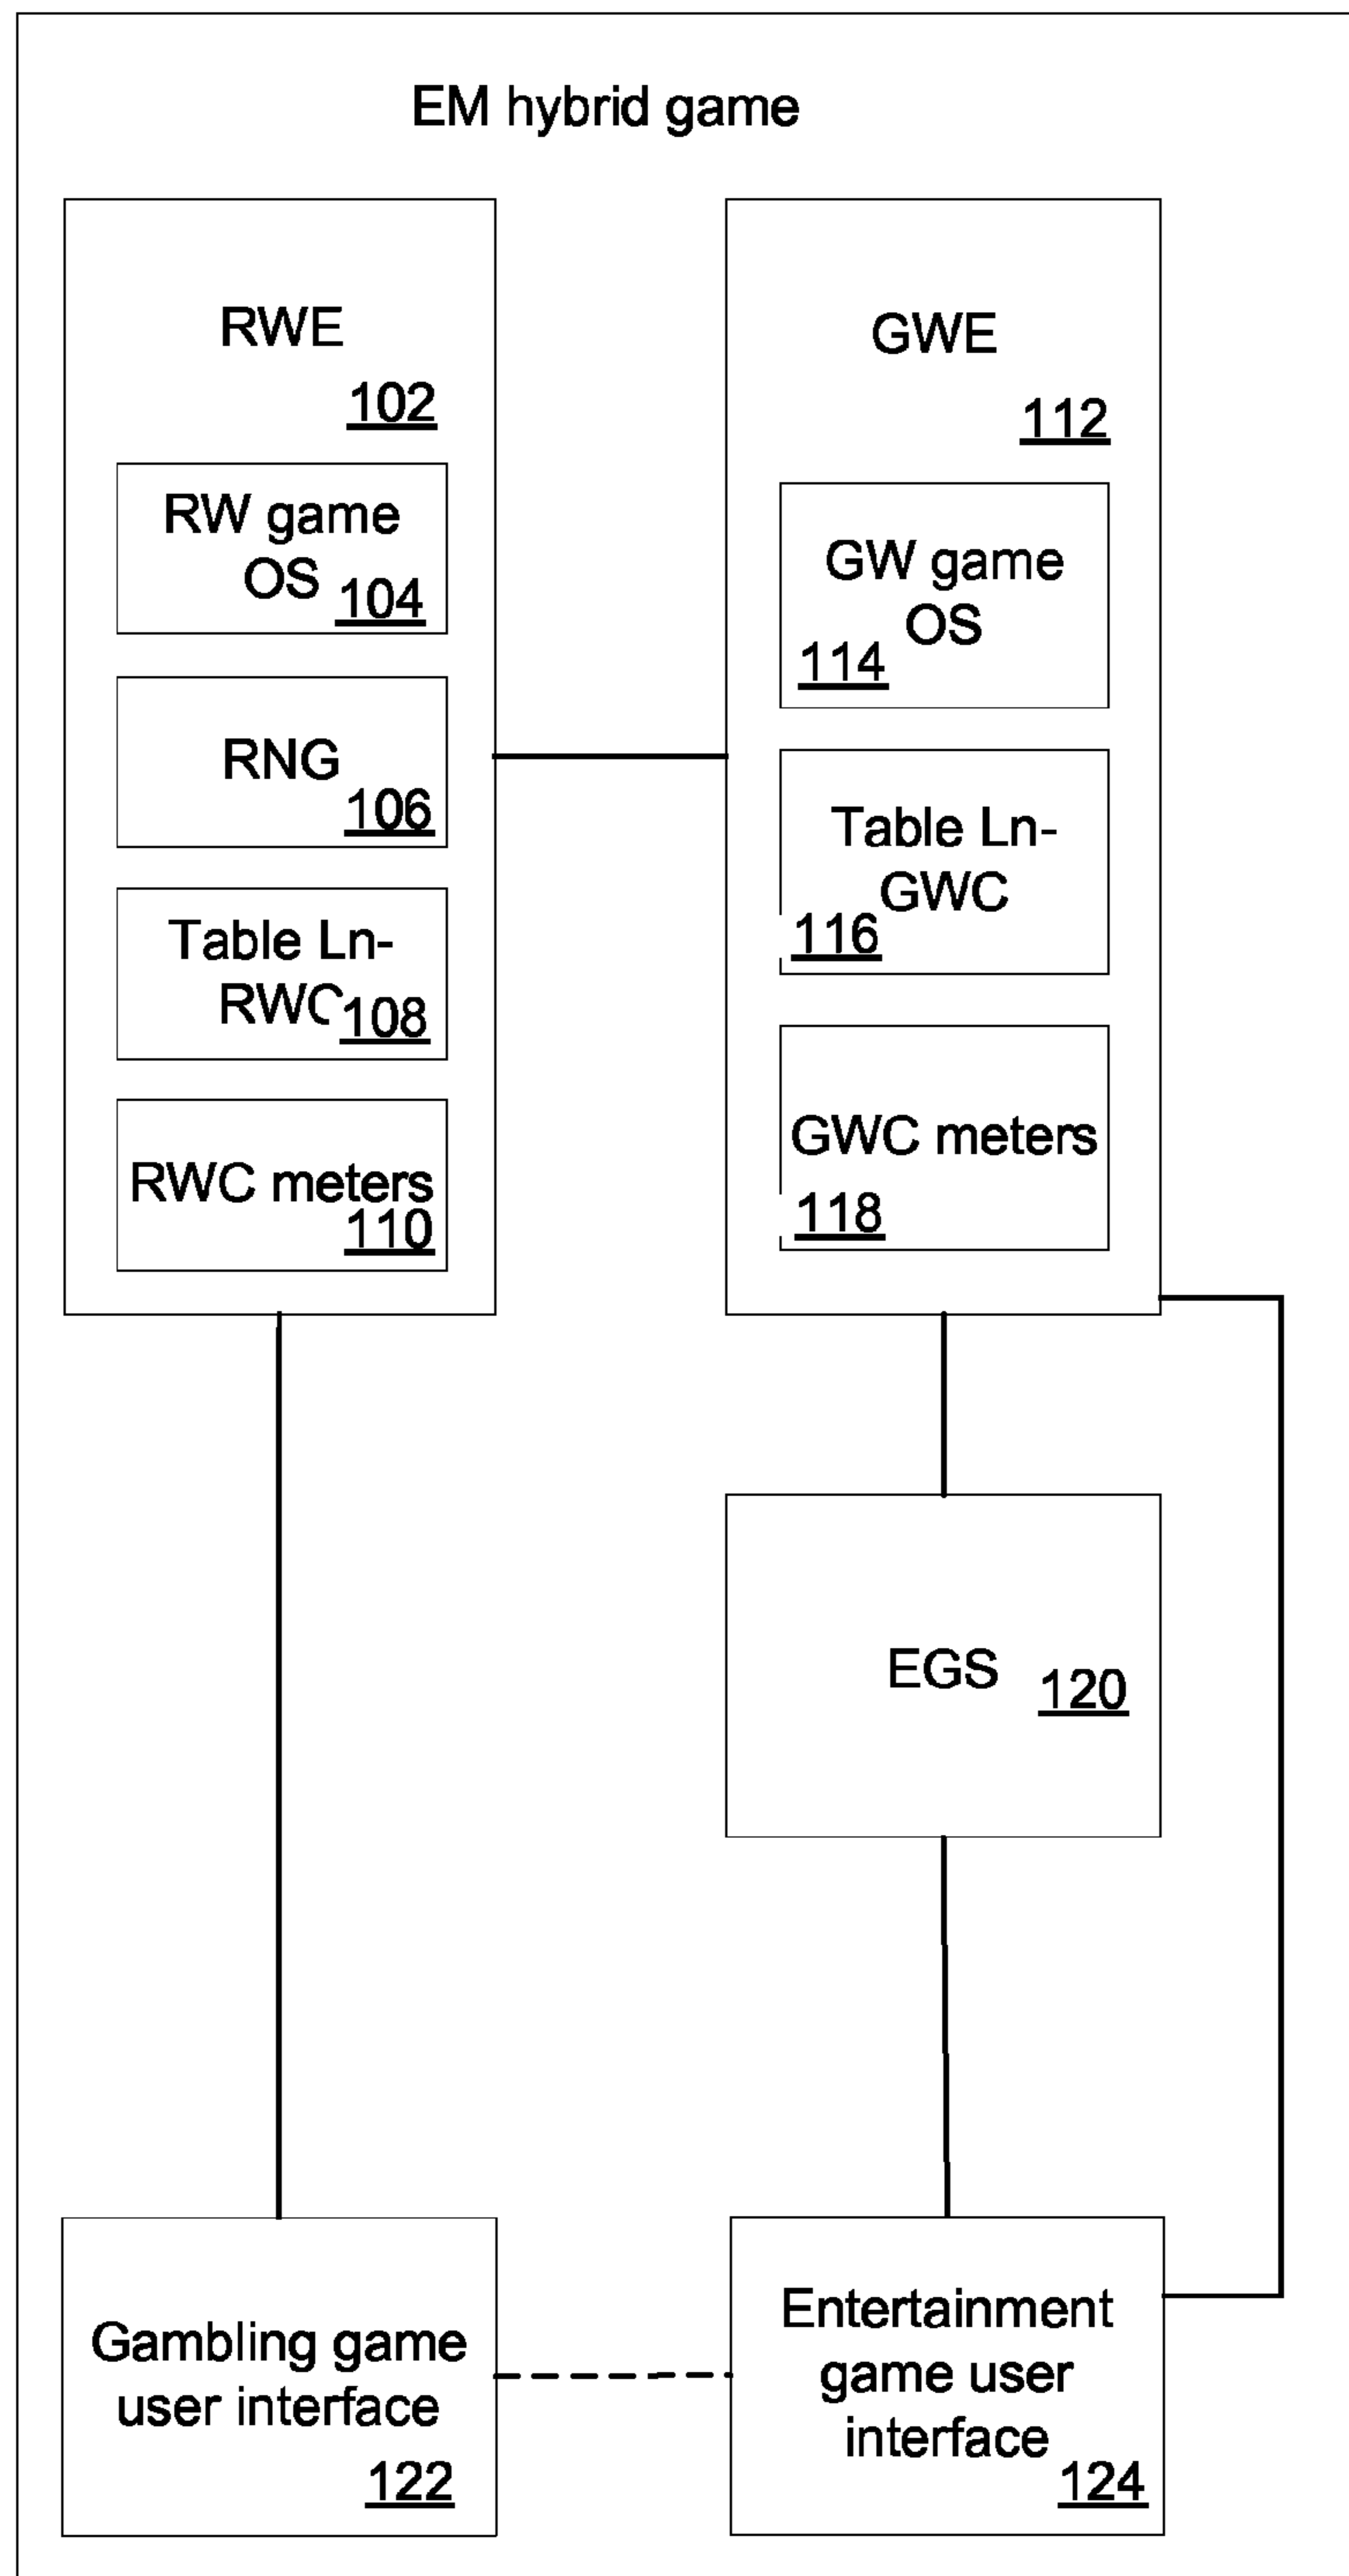 EM hybrid game
RWE
102
RW game
OS 104
RNG
106
Table Ln-
RWC 108
RWC meters
110
GWE
112
GW game
OS
114
Table Ln-
GWC
116
GWC meters
118
EGS 120
Gambling game
user interface
122
Entertainment
game user
interface
124